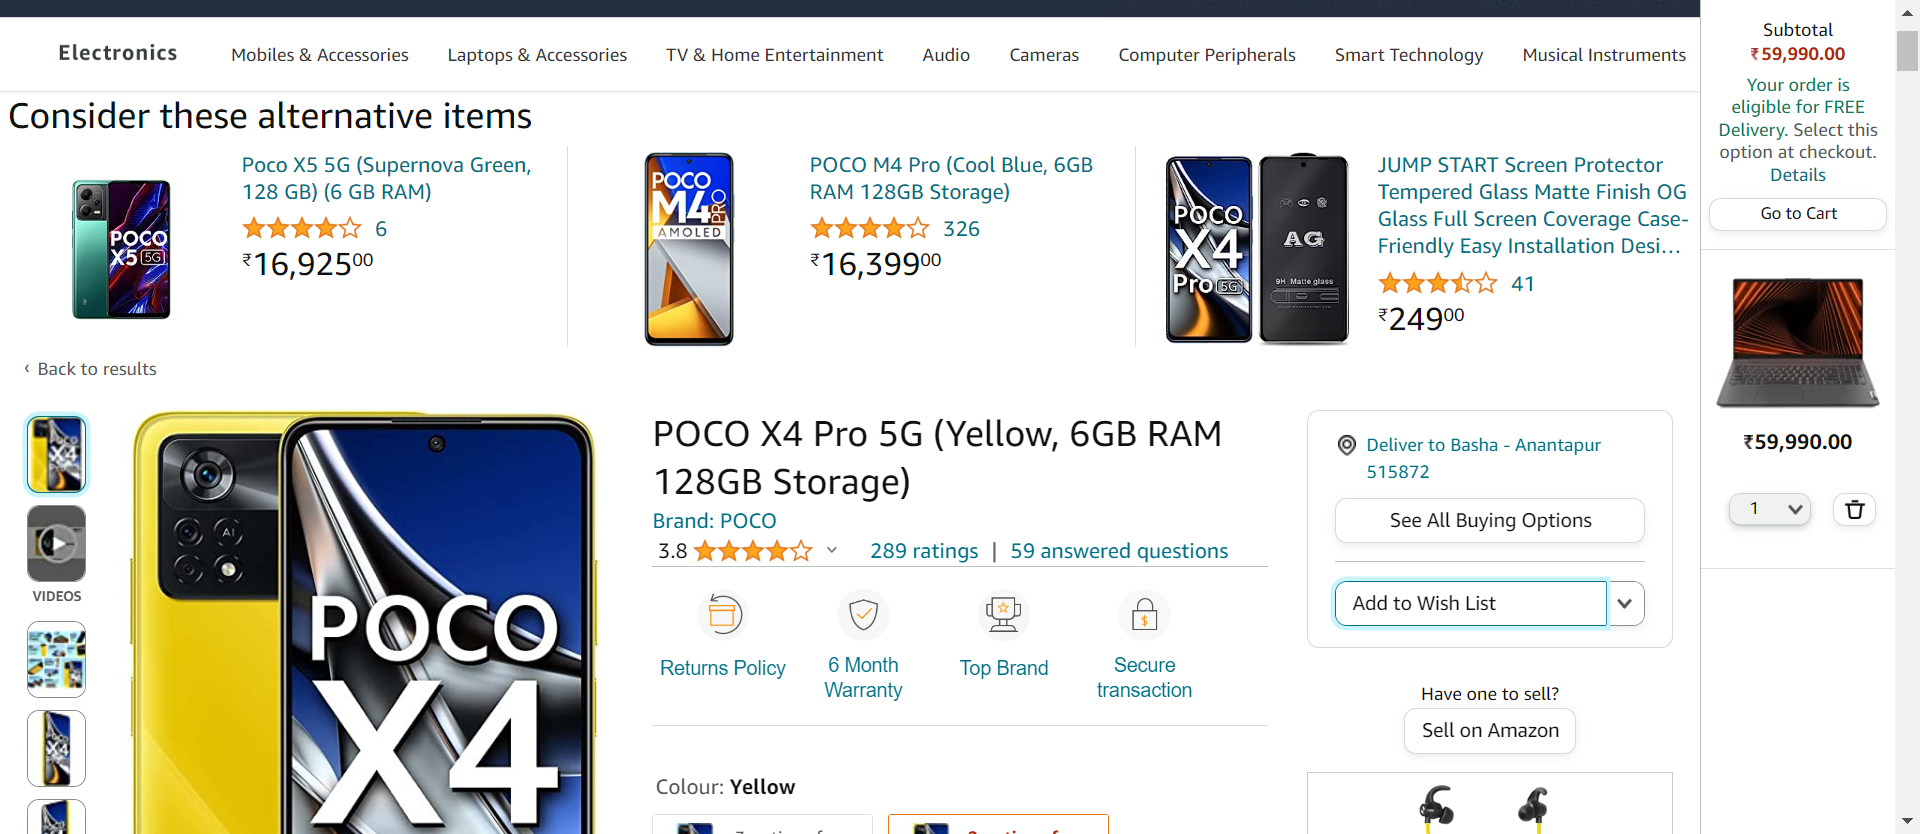 Electronics
Mobiles & Accessories
Laptops & Accessories
TV & Home Entertainment
Audio
Cameras
Computer Peripherals
Smart Technology
Musical Instruments
Consider these alternative items
POCO
X5 5G
Poco X5 5G (Supernova Green,
128 GB) (6 GB RAM)
6
₹16,92500
POCO
M4 PRO
AMOLED
POCO M4 Pro (Cool Blue, 6GB
RAM 128GB Storage)
326
₹16,39900
POCO
X4
Pro 5G
AG
9H Matte glass
JUMP START Screen Protector
Tempered Glass Matte Finish OG
Glass Full Screen Coverage Case-
Friendly Easy Installation Desi...
41
₹24900
‹ Back to results
VIDEOS
AI
POCO
X4
POCO X4 Pro 5G (Yellow, 6GB RAM
128GB Storage)
Brand: POCO
3.8
289 ratings | 59 answered questions
Returns Policy
6 Month
Warranty
Top Brand
Secure
transaction
Colour: Yellow
Deliver to Basha - Anantapur
515872
See All Buying Options
Add to Wish List
Have one to sell?
Sell on Amazon
Subtotal
₹59,990.00
Your order is
eligible for FREE
Delivery. Select this
option at checkout.
Details
Go to Cart
₹59,990.00
1